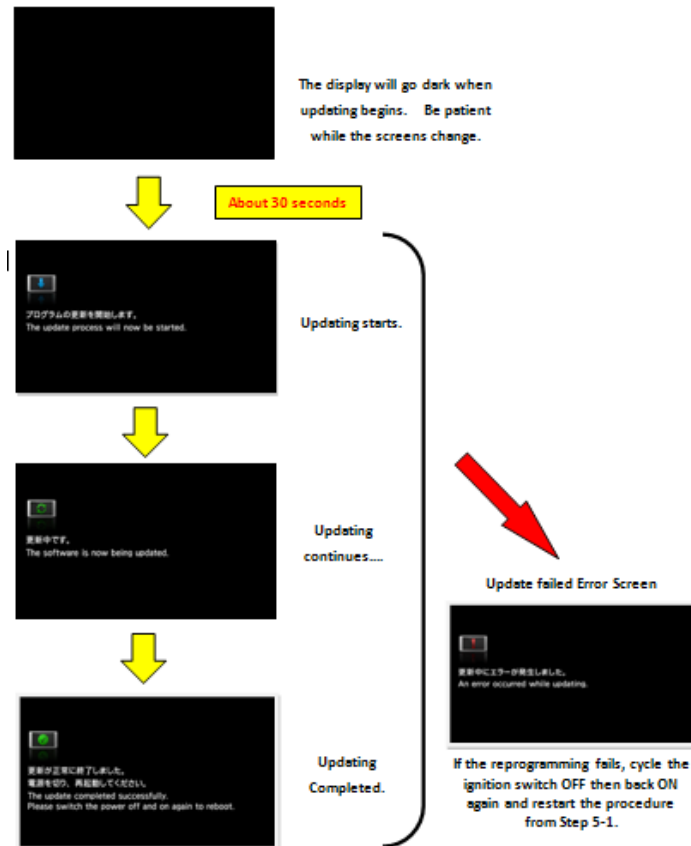 The display will go dark when
updating begins. Be patient
while the screens change.
About 30 seconds
プログラムの更新を開始します。
The update process will now be started.
Updating starts.
更新中です。
The software is now being updated.
Updating
continues....
Update failed Error Screen
更新中にエラーが発生しました。
An error occurred while updating.
更新が正常に終了しました。
電源を切り、再起動してください。
The update completed successfully.
Please switch the power off and on again to reboot.
Updating
Completed.
If the reprogramming fails, cycle the
ignition switch OFF then back ON
again and restart the procedure
from Step 5-1.